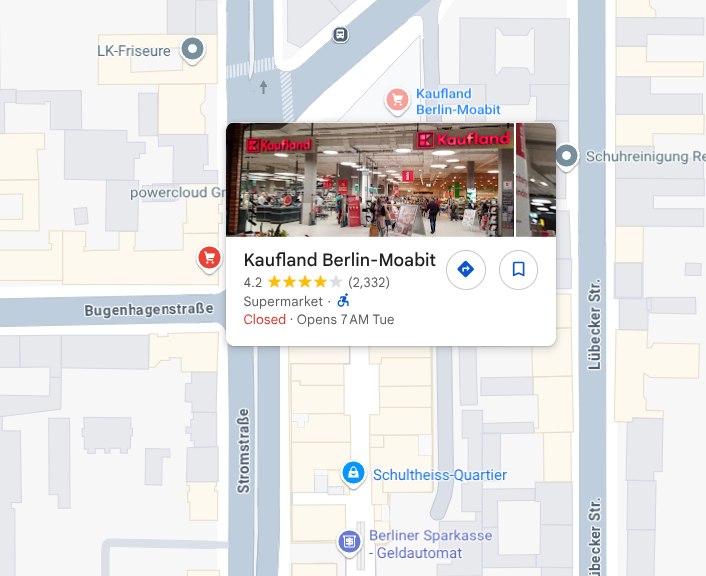 LK-Friseure
Kaufland
Berlin-Moabit
Kaufland
Kaufland
Schuhreinigung Re
powercloud Gr
Kaufland Berlin-Moabit
4.2 (2,332)
Supermarket ·
Closed · Opens 7 AM Tue
Bugenhagenstraße
Lübecker Str.
Stromstraße
Schultheiss-Quartier
Berliner Sparkasse
- Geldautomat
übecker Str.